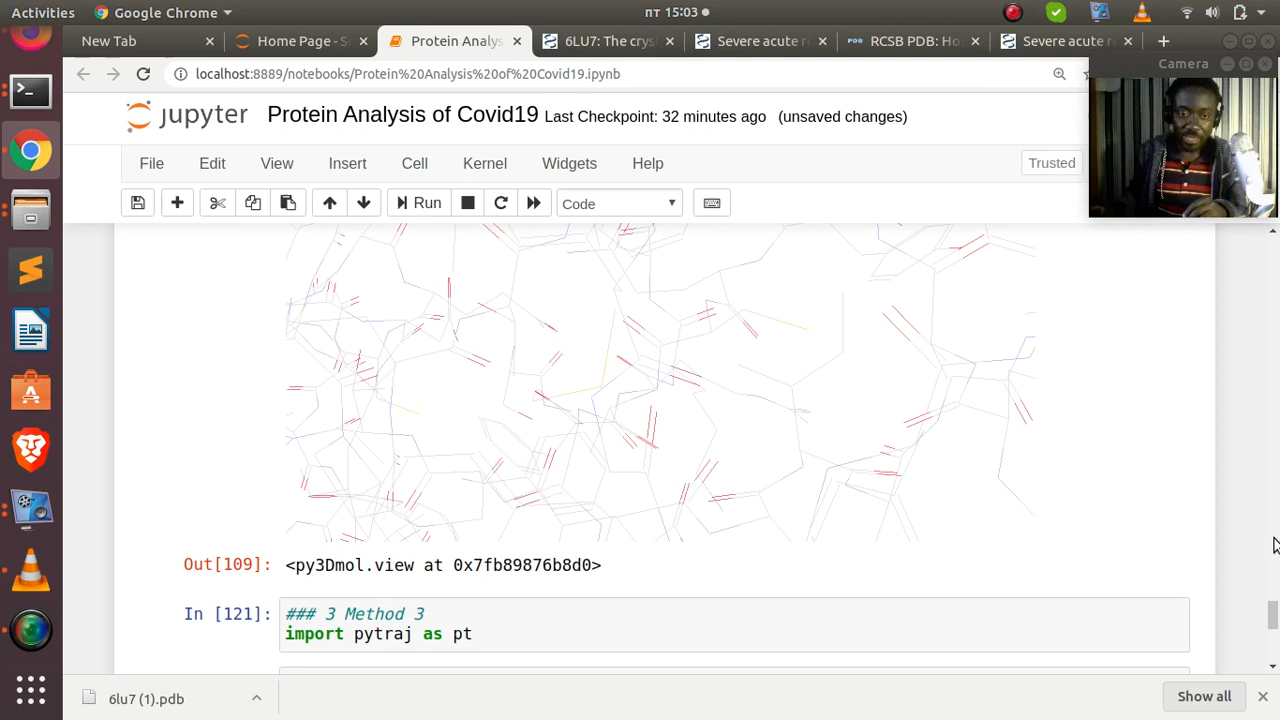 Activities
Google Chrome
пт 15:03
New Tab
Home Page - S
Protein Analys
6LU7: The crys
Severe acute r
RCSB PDB: Ho
Severe acute r
localhost:8889/notebooks/Protein%20Analysis%20of%20Covid19.ipynb
Camera
jupyter
Protein Analysis of Covid19
Last Checkpoint: 32 minutes ago (unsaved changes)
File Edit View Insert Cell Kernel Widgets Help
Trusted
Run
Code
Out[109]: <py3Dmol.view at 0x7fb89876b8d0>
In [121]: ### 3 Method 3
import pytraj as pt
6lu7 (1).pdb
Show all